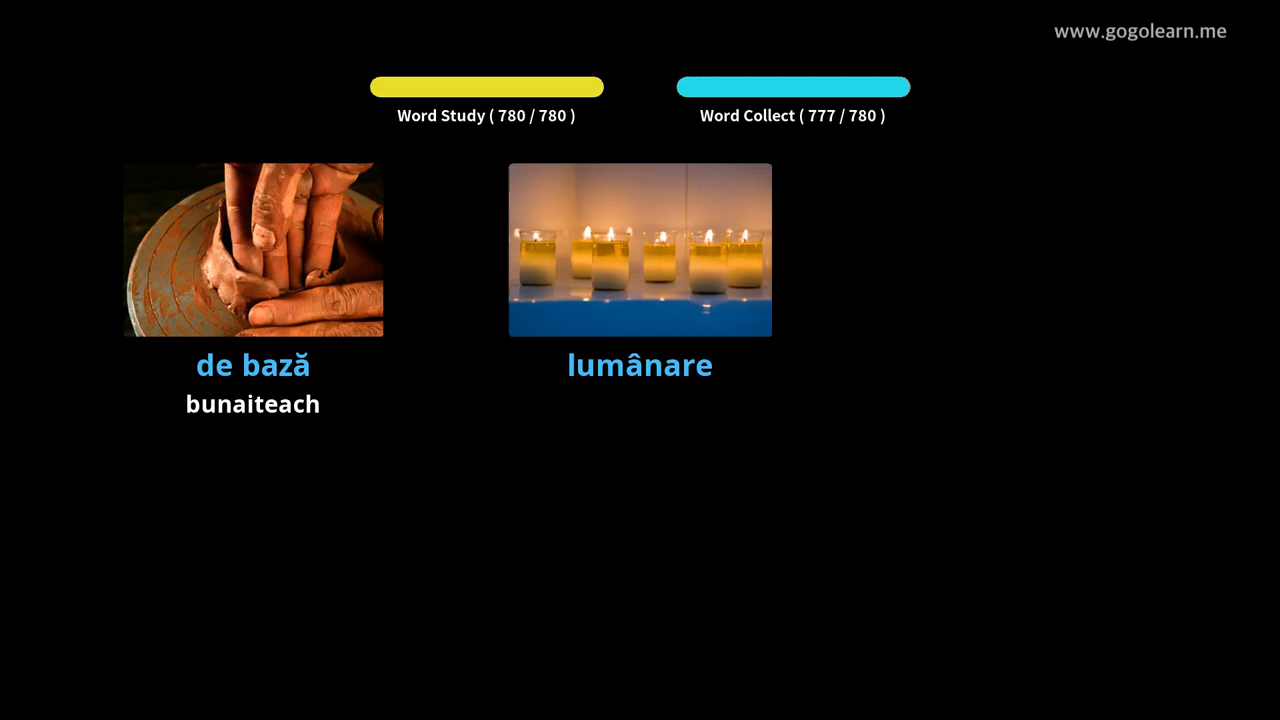 www.gogolearn.me
Word Study ( 780 / 780 )
Word Collect ( 777 / 780 )
de bază
lumânare
bunaiteach